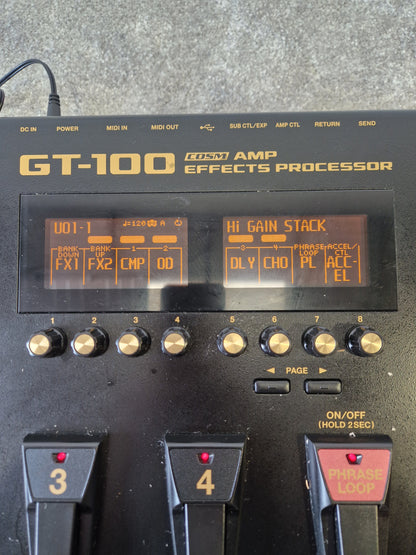 DC IN POWER MIDI IN MIDI OUT SUB CTL/EXP AMP CTL RETURN SEND
GT-100 COSM AMP
EFFECTS PROCESSOR
U01-1 ♩=120 A
Hi GAIN STACK
BANK DOWN FX1
BANK UP FX2
1 CMP
2 OD
3 DLY
4 CHO
PHRASE LOOP PL
ACCEL/CTL ACC-EL
1 2 3 4 5 6 7 8
◄ PAGE ►
ON/OFF
(HOLD 2SEC)
3
4
PHRASE
LOOP